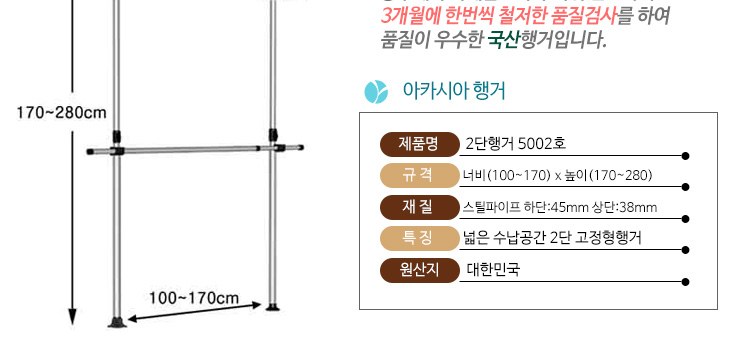 3개월에 한번씩 철저한 품질검사를 하여
품질이 우수한 국산행거입니다.
아카시아 행거
170~280cm
제품명 2단행거 5002호
규격 너비(100~170) x 높이(170~280)
재질 스틸파이프 하단:45mm 상단:38mm
특징 넓은 수납공간 2단 고정형행거
원산지 대한민국
100~170cm